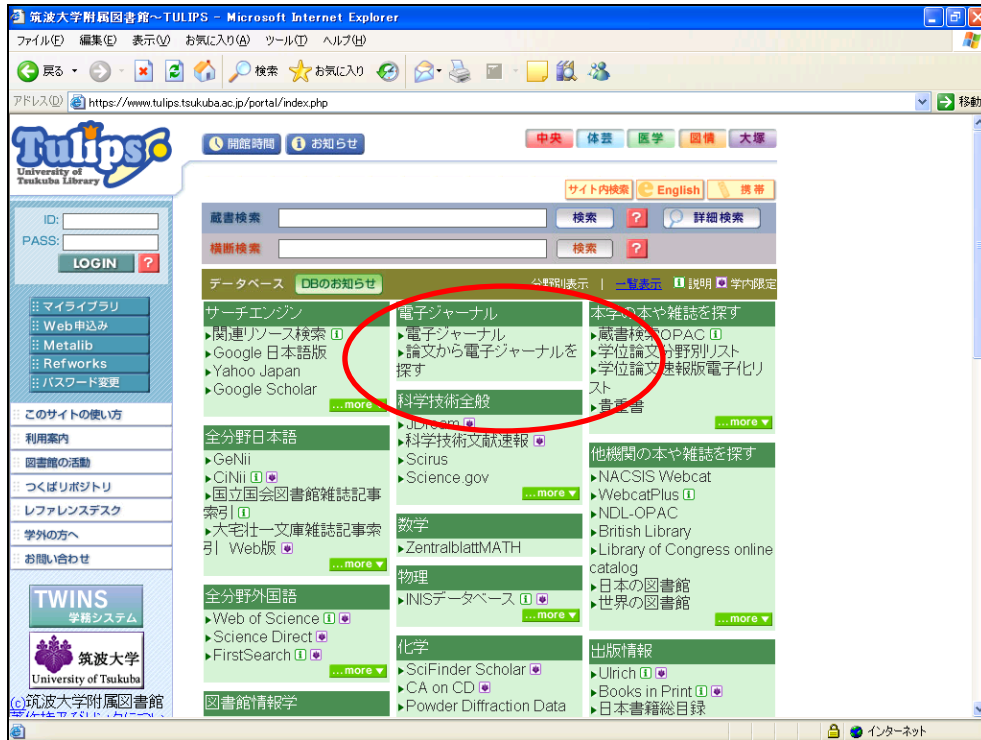 筑波大学附属図書館～TULIPS - Microsoft Internet Explorer
ファイル(F) 編集(E) 表示(V) お気に入り(A) ツール(T) ヘルプ(H)
戻る 検索 お気に入り
アドレス(D) https://www.tulips.tsukuba.ac.jp/portal/index.php 移動
Tulips
University of
Tsukuba Library
開館時間 お知らせ
中央 体芸 医学 図情 大塚
サイト内検索 English 携帯
ID:
PASS:
LOGIN ?
蔵書検索 検索 ? 詳細検索
横断検索 検索 ?
データベース DBのお知らせ 分野別表示 | 一覧表示 説明 学内限定
マイライブラリ
Web申込み
Metalib
Refworks
パスワード変更
このサイトの使い方
利用案内
図書館の活動
つくばリポジトリ
レファレンスデスク
学外の方へ
お問い合わせ
TWINS
学務システム
筑波大学
University of Tsukuba
(c)筑波大学附属図書館
サーチエンジン
関連リソース検索
Google 日本語版
Yahoo Japan
Google Scholar
...more
全分野日本語
GeNii
CiNii
国立国会図書館雑誌記事
索引
大宅壮一文庫雑誌記事索
引 Web版
...more
全分野外国語
Web of Science
Science Direct
FirstSearch
...more
図書館情報学
電子ジャーナル
電子ジャーナル
論文から電子ジャーナルを
探す
科学技術全般
JDream
科学技術文献速報
Scirus
Science.gov
...more
数学
ZentralblattMATH
物理
INISデータベース
...more
化学
SciFinder Scholar
CA on CD
Powder Diffraction Data
本学の本や雑誌を探す
蔵書検索OPAC
学位論文分野別リスト
学位論文速報版電子化リ
スト
貴重書
...more
他機関の本や雑誌を探す
NACSIS Webcat
WebcatPlus
NDL-OPAC
British Library
Library of Congress online
catalog
日本の図書館
世界の図書館
...more
出版情報
Ulrich
Books in Print
日本書籍総目録
インターネット